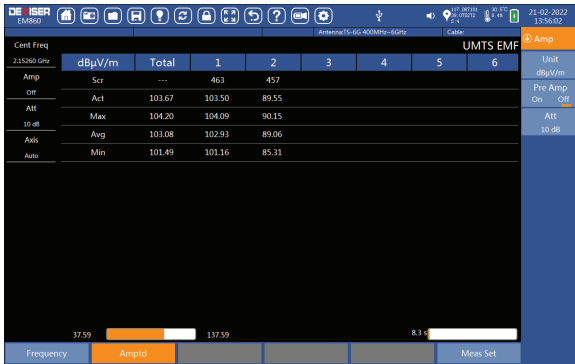 DEVISER
EM860
21-02-2022
13:56:02
Antenna:TS-6G 400MHz~6GHz
Cable:
Cent Freq
2.15260 GHz
UMTS EMF
Amp
dBμV/m Total 1 2 3 4 5 6
Unit
dBμV/m
Amp
Off
Scr --- 463 457
Pre Amp
On Off
Act 103.67 103.50 89.55
Att
10 dB
Max 104.20 104.09 90.15
Att
10 dB
Avg 103.08 102.93 89.06
Axis
Auto
Min 101.49 101.16 85.31
37.59 137.59 8.3 s
Frequency Amptd Meas Set